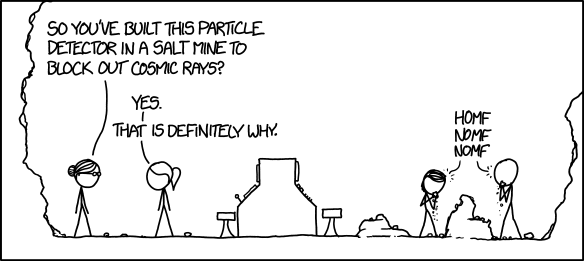 SO YOU'VE BUILT THIS PARTICLE
DETECTOR IN A SALT MINE TO
BLOCK OUT COSMIC RAYS?
YES.
THAT IS DEFINITELY WHY.
HOMF
NOMF
NOMF